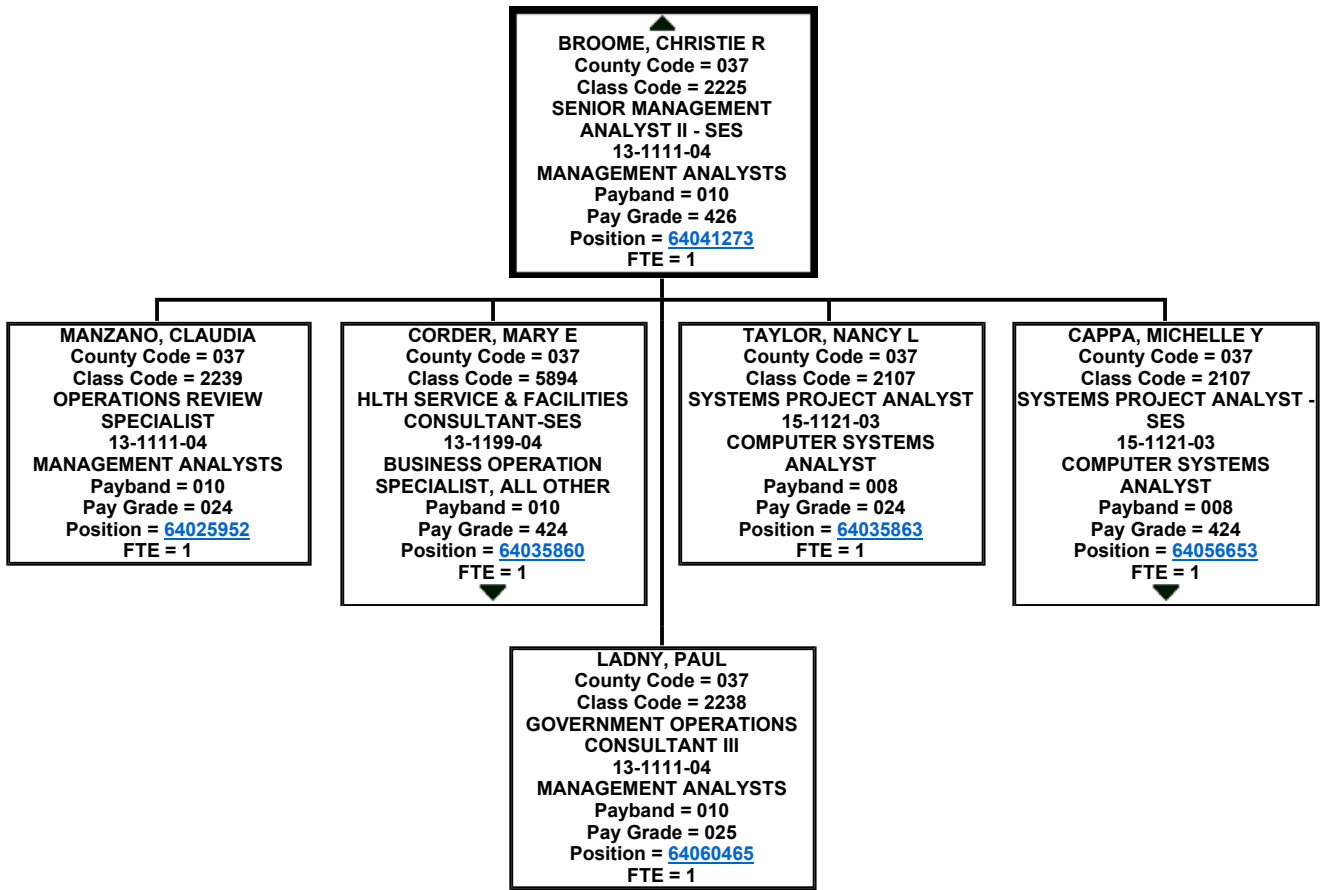 BROOME, CHRISTIE R
County Code = 037
Class Code = 2225
SENIOR MANAGEMENT
ANALYST II - SES
13-1111-04
MANAGEMENT ANALYSTS
Payband = 010
Pay Grade = 426
Position = 64041273
FTE = 1
MANZANO, CLAUDIA
County Code = 037
Class Code = 2239
OPERATIONS REVIEW
SPECIALIST
13-1111-04
MANAGEMENT ANALYSTS
Payband = 010
Pay Grade = 024
Position = 64025952
FTE = 1
CORDER, MARY E
County Code = 037
Class Code = 5894
HLTH SERVICE & FACILITIES
CONSULTANT-SES
13-1199-04
BUSINESS OPERATION
SPECIALIST, ALL OTHER
Payband = 010
Pay Grade = 424
Position = 64035860
FTE = 1
TAYLOR, NANCY L
County Code = 037
Class Code = 2107
SYSTEMS PROJECT ANALYST
15-1121-03
COMPUTER SYSTEMS
ANALYST
Payband = 008
Pay Grade = 024
Position = 64035863
FTE = 1
CAPPA, MICHELLE Y
County Code = 037
Class Code = 2107
SYSTEMS PROJECT ANALYST -
SES
15-1121-03
COMPUTER SYSTEMS
ANALYST
Payband = 008
Pay Grade = 424
Position = 64056653
FTE = 1
LADNY, PAUL
County Code = 037
Class Code = 2238
GOVERNMENT OPERATIONS
CONSULTANT III
13-1111-04
MANAGEMENT ANALYSTS
Payband = 010
Pay Grade = 025
Position = 64060465
FTE = 1